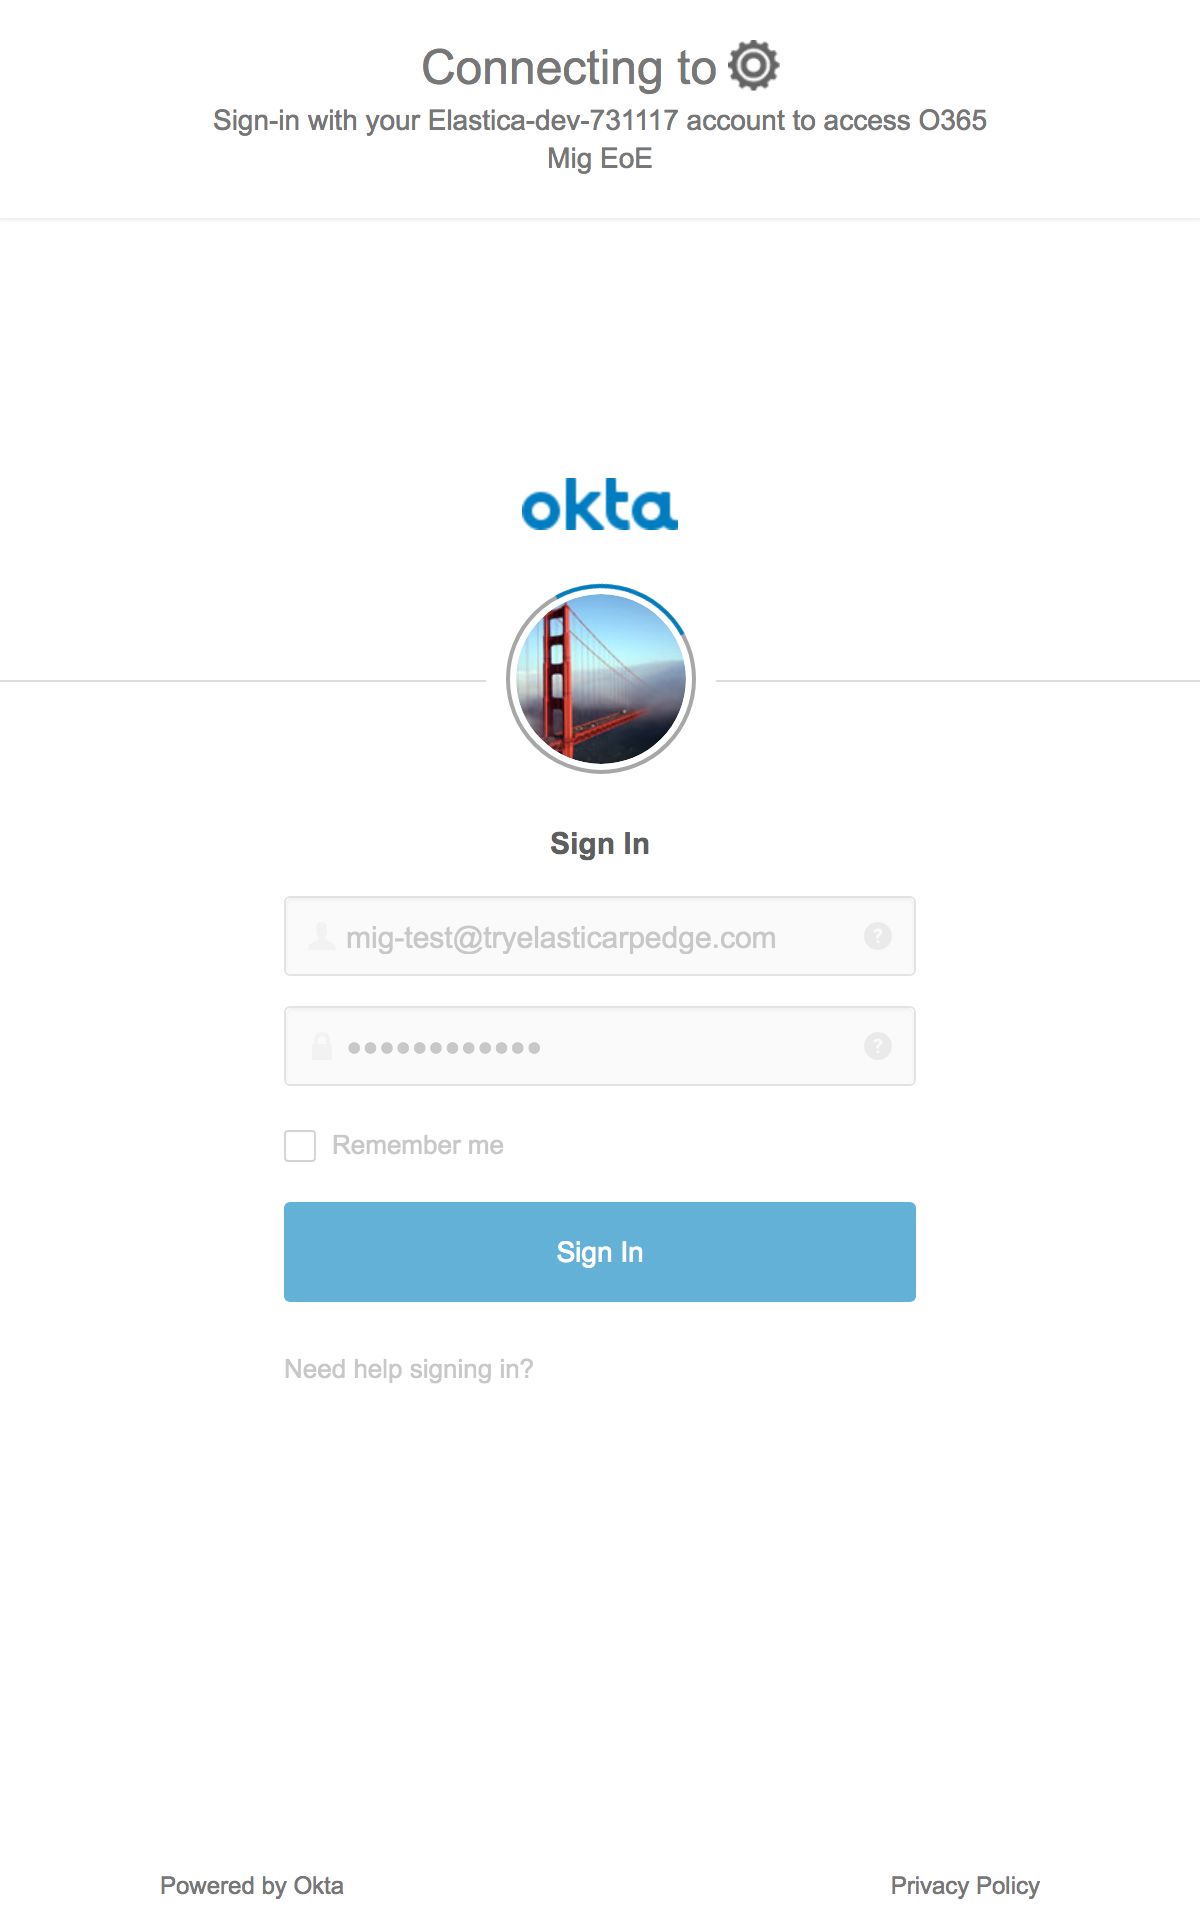 Connecting to
Sign-in with your Elastica-dev-731117 account to access O365
Mig EoE
okta
Sign In
mig-test@tryelasticarpedge.com
?
••••••••••••
?
Remember me
Sign In
Need help signing in?
Powered by Okta
Privacy Policy